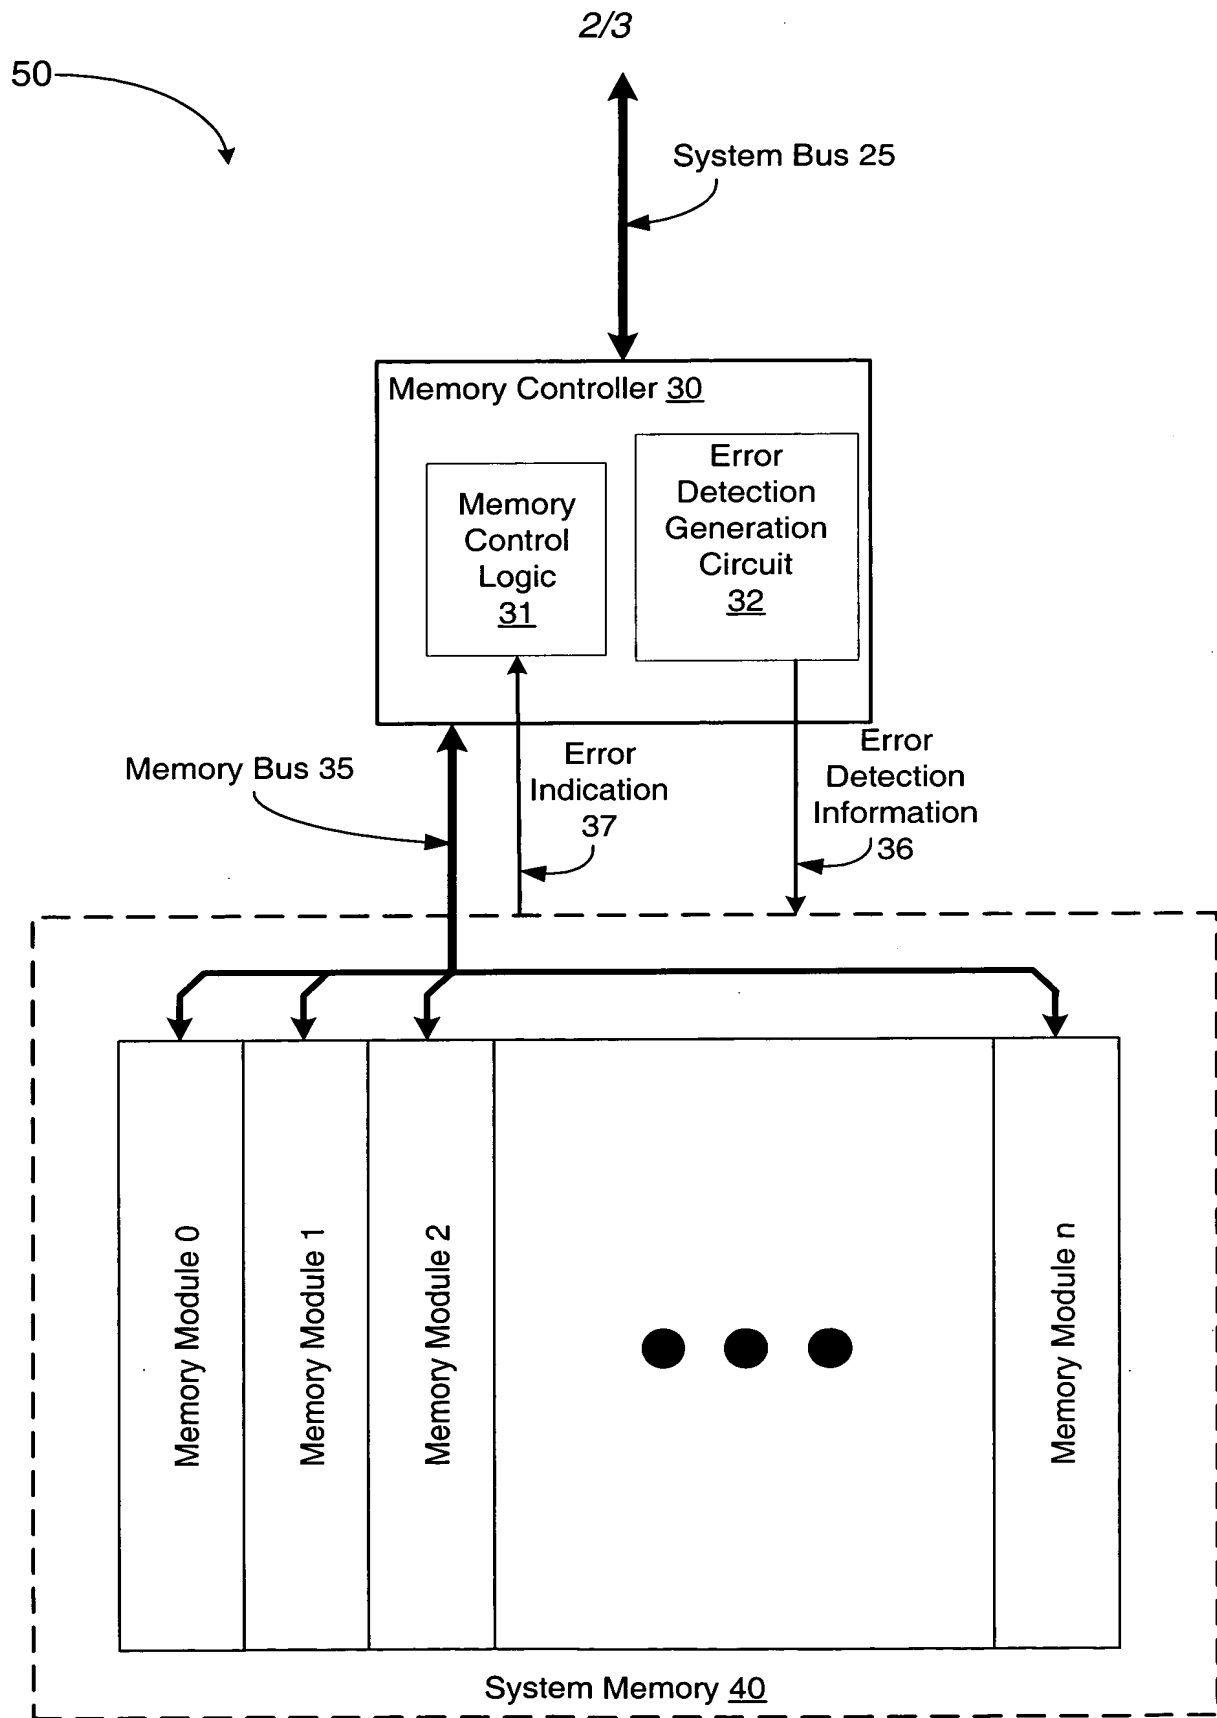 2/3
50
System Bus 25
Memory Controller 30
Memory
Control
Logic
31
Error
Detection
Generation
Circuit
32
Memory Bus 35
Error
Indication
37
Error
Detection
Information
36
Memory Module 0
Memory Module 1
Memory Module 2
Memory Module n
System Memory 40